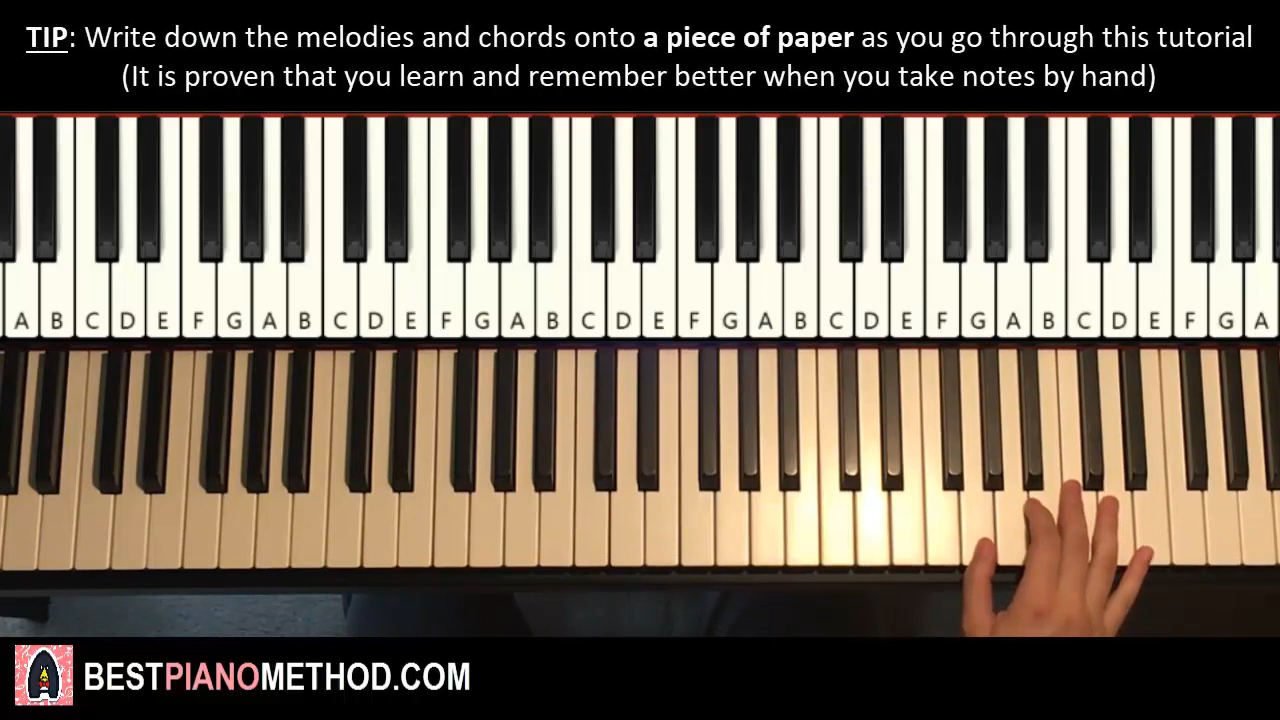 TIP: Write down the melodies and chords onto a piece of paper as you go through this tutorial
(It is proven that you learn and remember better when you take notes by hand)
A B C D E F G A B C D E F G A B C D E F G A B C D E F G A B C D E F G A
BESTPIANOMETHOD.COM